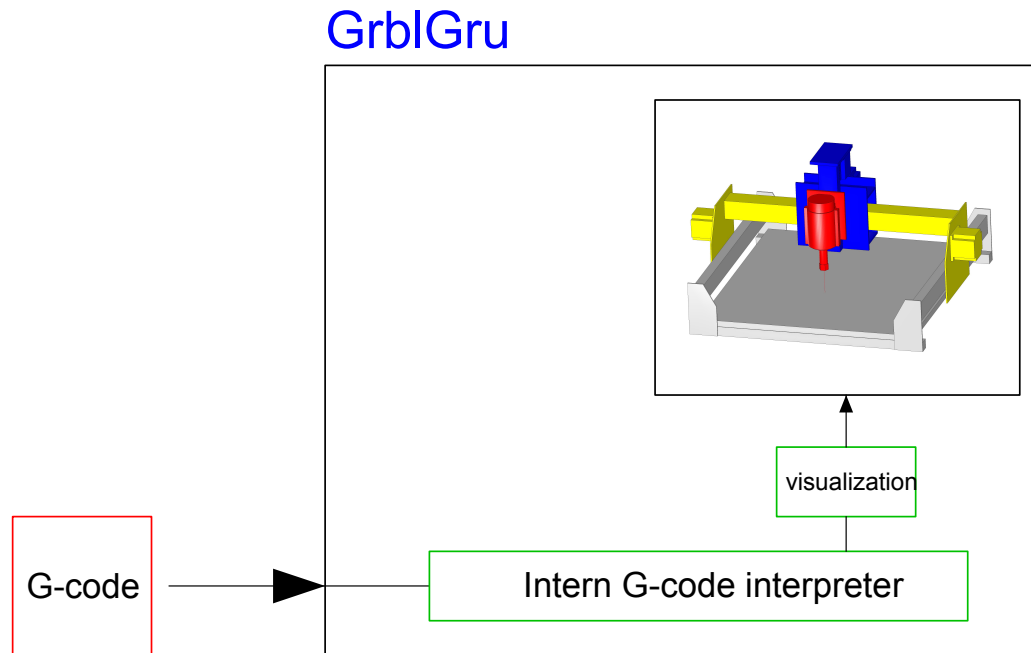 GrblGru
visualization
G-code
Intern G-code interpreter